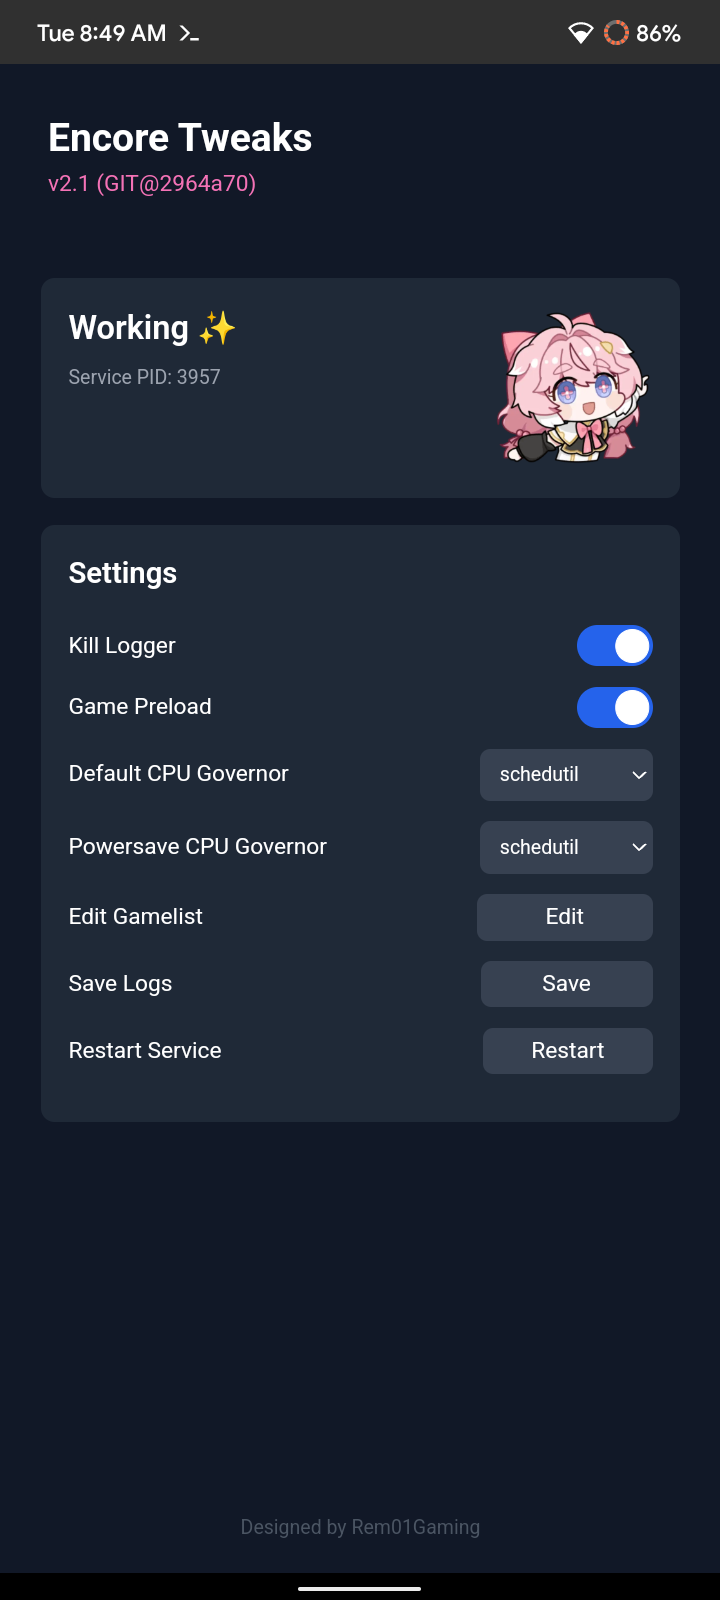 Tue 8:49 AM >_ 86%
Encore Tweaks
v2.1 (GIT@2964a70)
Working ✨
Service PID: 3957
Settings
Kill Logger
Game Preload
Default CPU Governor schedutil
Powersave CPU Governor schedutil
Edit Gamelist Edit
Save Logs Save
Restart Service Restart
Designed by Rem01Gaming